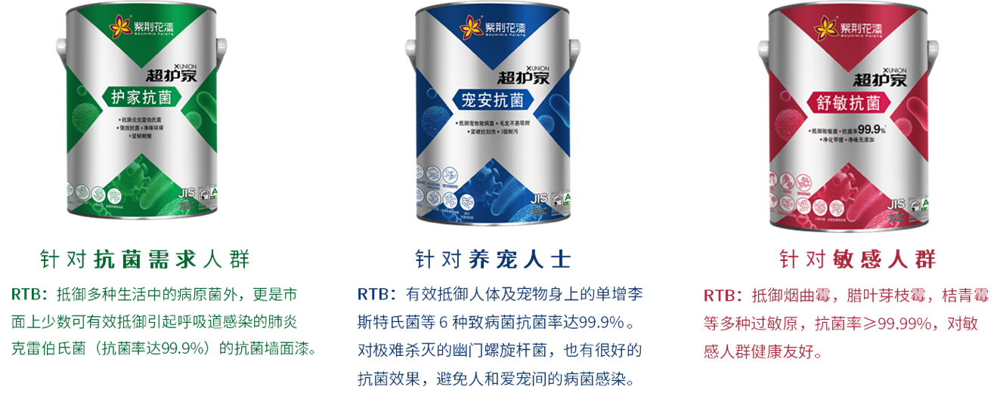 紫荆花漆
BAUHINIA PAINTS
XUNION
超护家
护家抗菌
•抗肺炎克雷伯氏菌
•强效抗菌 •净味环保
•坚韧耐擦
JIS
紫荆花漆
BAUHINIA PAINTS
XUNION
超护家
宠安抗菌
•抵御宠物致病菌 •毛发不易吸附
•坚硬抗划伤 •I级耐污
JIS
紫荆花漆
BAUHINIA PAINTS
XUNION
超护家
舒敏抗菌
•抵御致敏菌 •抗菌率99.9%
•净化甲醛 •净味无添加
JIS
针对抗菌需求人群
RTB：抵御多种生活中的病原菌外，更是市
面上少数可有效抵御引起呼吸道感染的肺炎
克雷伯氏菌（抗菌率达99.9%）的抗菌墙面漆。
针对养宠人士
RTB：有效抵御人体及宠物身上的单增李
斯特氏菌等 6 种致病菌抗菌率达99.9% 。
对极难杀灭的幽门螺旋杆菌，也有很好的
抗菌效果，避免人和爱宠间的病菌感染。
针对敏感人群
RTB：抵御烟曲霉，腊叶芽枝霉，桔青霉
等多种过敏原，抗菌率≥99.99%，对敏
感人群健康友好。